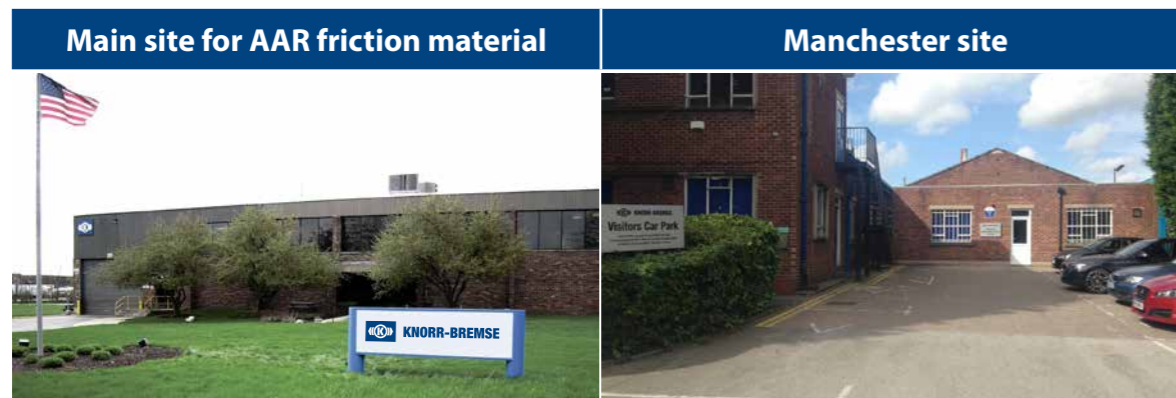 Main site for AAR friction material
Manchester site
KNORR-BREMSE
KNORR-BREMSE
Visitors Car Park